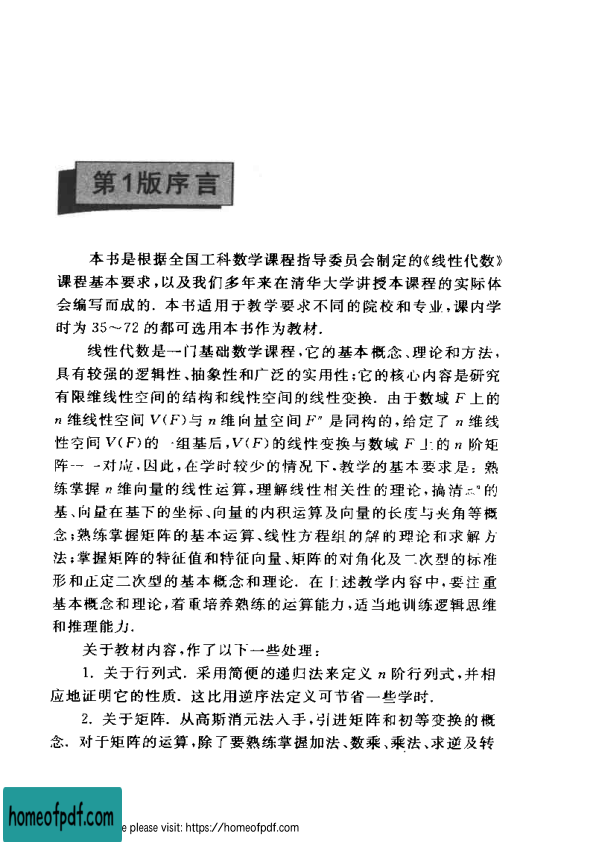 第1版序言
本书是根据全国工科数学课程指导委员会制定的《线性代数》
课程基本要求,以及我们多年来在清华大学讲授本课程的实际体
会编写而成的. 本书适用于教学要求不同的院校和专业,课内学
时为 35～72 的都可选用本书作为教材.
线性代数是一门基础数学课程,它的基本概念、理论和方法,
具有较强的逻辑性、抽象性和广泛的实用性;它的核心内容是研究
有限维线性空间的结构和线性空间的线性变换. 由于数域 F 上的
n 维线性空间 V(F)与 n 维向量空间 Fⁿ 是同构的,给定了 n 维线
性空间 V(F)的一组基后,V(F)的线性变换与数域 F 上的 n 阶矩
阵一一对应,因此,在学时较少的情况下,教学的基本要求是: 熟
练掌握 n 维向量的线性运算,理解线性相关性的理论,搞清 的
基、向量在基下的坐标、向量的内积运算及向量的长度与夹角等概
念;熟练掌握矩阵的基本运算、线性方程组的解的理论和求解方
法;掌握矩阵的特征值和特征向量、矩阵的对角化及二次型的标准
形和正定二次型的基本概念和理论. 在上述教学内容中,要注重
基本概念和理论,着重培养熟练的运算能力,适当地训练逻辑思维
和推理能力.
关于教材内容,作了以下一些处理:
1. 关于行列式. 采用简便的递归法来定义 n 阶行列式,并相
应地证明它的性质. 这比用逆序法定义可节省一些学时.
2. 关于矩阵. 从高斯消元法入手,引进矩阵和初等变换的概
念. 对于矩阵的运算,除了要熟练掌握加法、数乘、乘法、求逆及转
homeofpdf.com
e please visit: https://homeofpdf.com